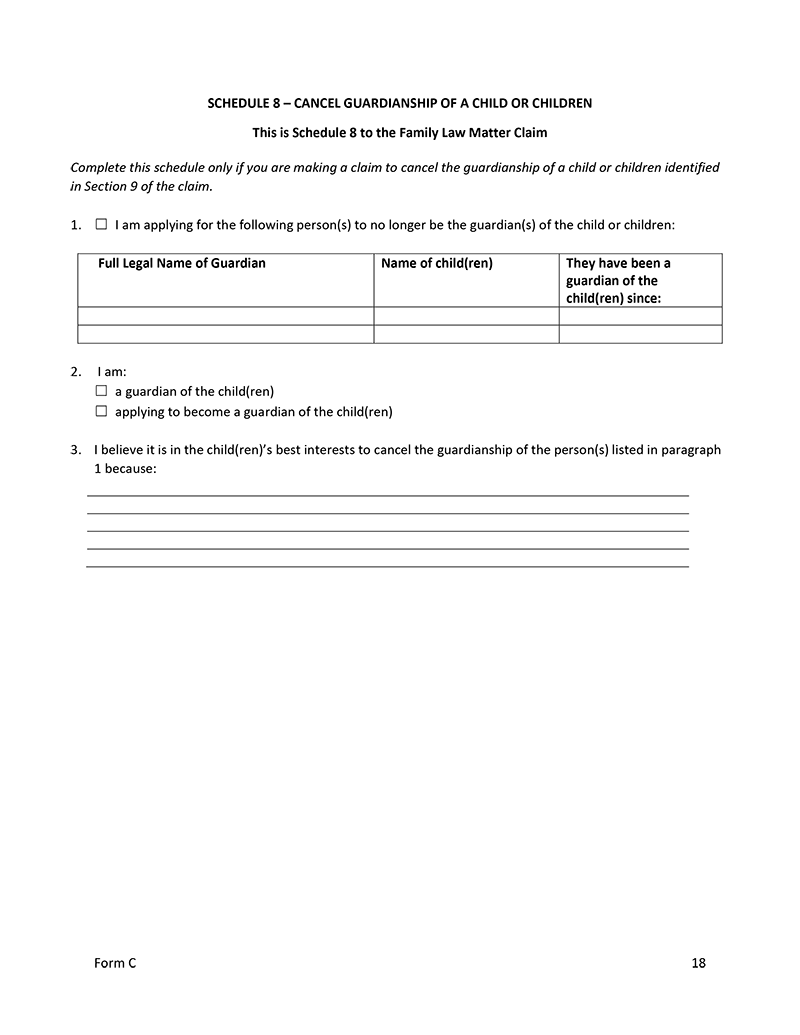 SCHEDULE 8 – CANCEL GUARDIANSHIP OF A CHILD OR CHILDREN
This is Schedule 8 to the Family Law Matter Claim
Complete this schedule only if you are making a claim to cancel the guardianship of a child or children identified
in Section 9 of the claim.
1. ☐ I am applying for the following person(s) to no longer be the guardian(s) of the child or children:
Full Legal Name of Guardian
Name of child(ren)
They have been a
guardian of the
child(ren) since:
2. I am:
☐ a guardian of the child(ren)
☐ applying to become a guardian of the child(ren)
3. I believe it is in the child(ren)’s best interests to cancel the guardianship of the person(s) listed in paragraph
1 because:
Form C 18